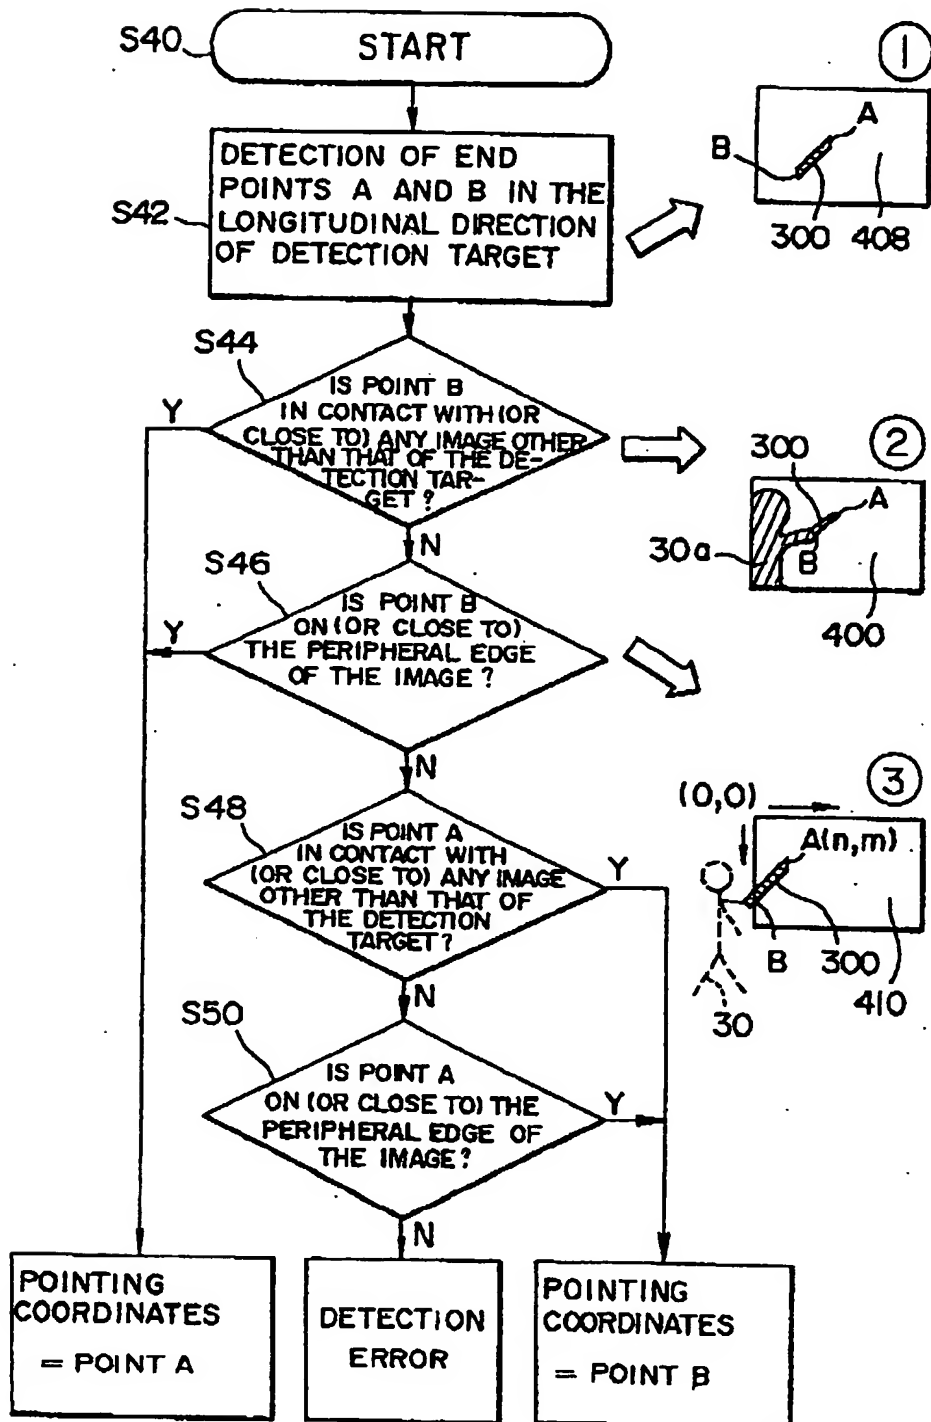 S40
START
①
S42
DETECTION OF END
POINTS A AND B IN THE
LONGITUDINAL DIRECTION
OF DETECTION TARGET
A
B
300
408
S44
IS POINT B
IN CONTACT WITH (OR
CLOSE TO) ANY IMAGE OTHER
THAN THAT OF THE DE-
TECTION TAR-
GET ?
Y
N
②
300
A
30a
B
400
S46
IS POINT B
ON (OR CLOSE TO)
THE PERIPHERAL EDGE
OF THE IMAGE ?
Y
N
③
(0,0)
A(n,m)
B
300
410
30
S48
IS POINT A
IN CONTACT WITH
(OR CLOSE TO) ANY IMAGE
OTHER THAN THAT OF
THE DETECTION
TARGET ?
Y
N
S50
IS POINT A
ON (OR CLOSE TO) THE
PERIPHERAL EDGE OF
THE IMAGE?
Y
N
POINTING
COORDINATES
= POINT A
DETECTION
ERROR
POINTING
COORDINATES
= POINT B